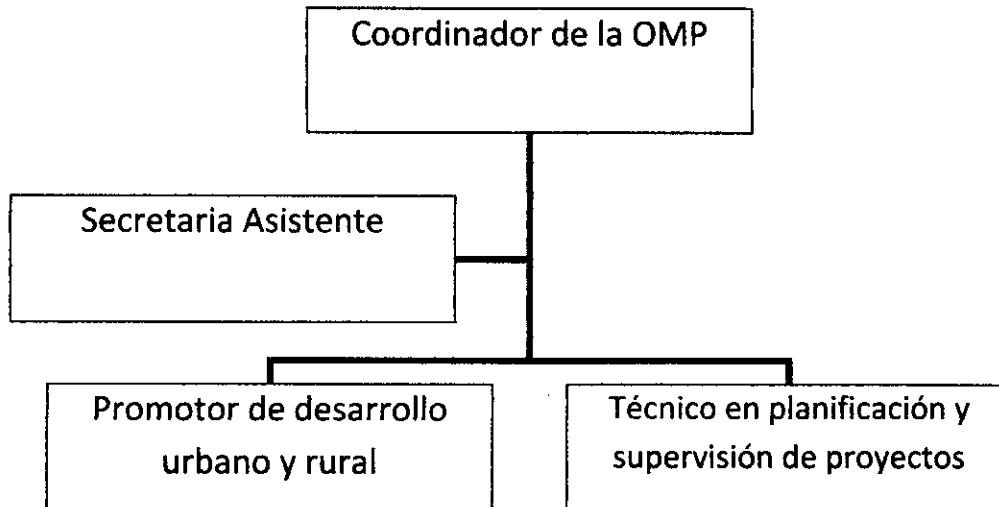 Coordinador de la OMP
Secretaria Asistente
Promotor de desarrollo
urbano y rural
Técnico en planificación y
supervisión de proyectos